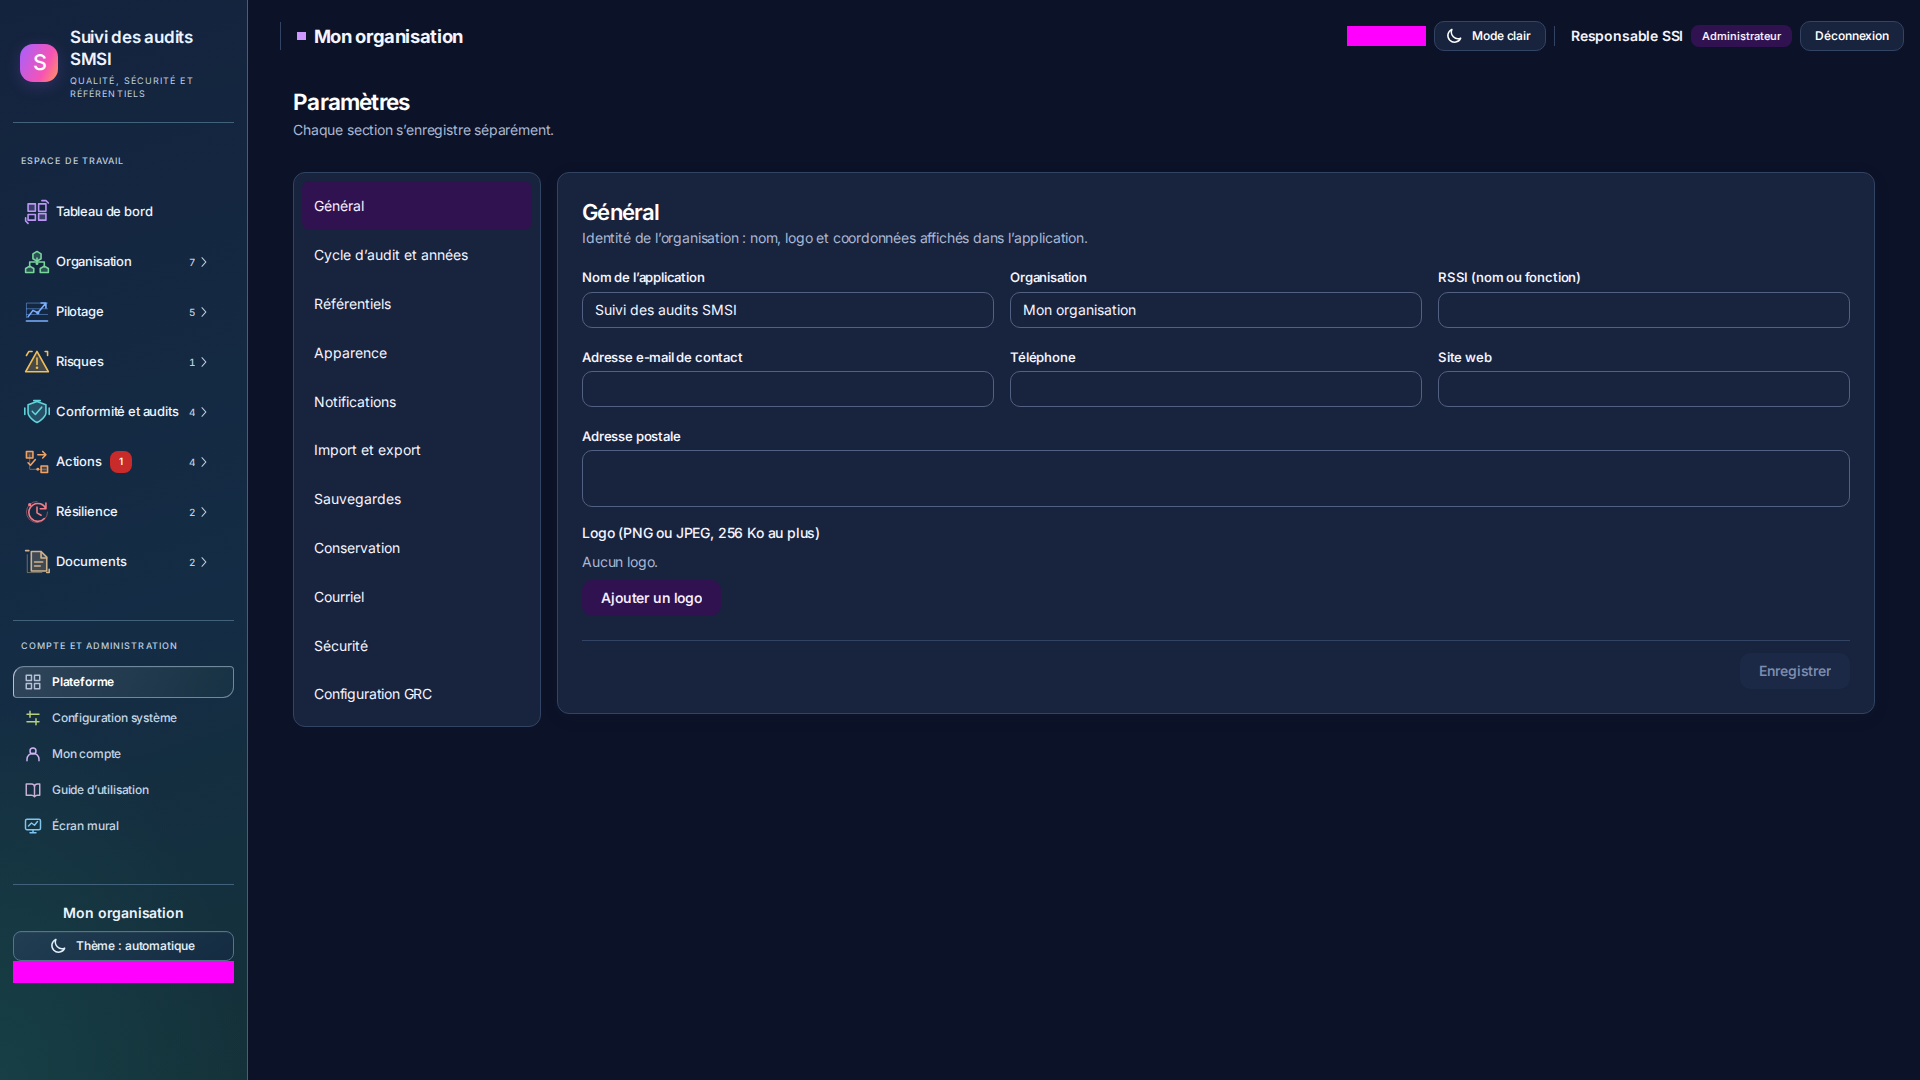 S
Suivi des audits
SMSI
QUALITÉ, SÉCURITÉ ET
RÉFÉRENTIELS
ESPACE DE TRAVAIL
Tableau de bord
Organisation 7
Pilotage 5
Risques 1
Conformité et audits 4
Actions 1 4
Résilience 2
Documents 2
COMPTE ET ADMINISTRATION
Plateforme
Configuration système
Mon compte
Guide d’utilisation
Écran mural
Mon organisation
Thème : automatique
Mon organisation
Mode clair
Responsable SSI
Administrateur
Déconnexion
Paramètres
Chaque section s’enregistre séparément.
Général
Cycle d’audit et années
Référentiels
Apparence
Notifications
Import et export
Sauvegardes
Conservation
Courriel
Sécurité
Configuration GRC
Général
Identité de l’organisation : nom, logo et coordonnées affichés dans l’application.
Nom de l’application
Suivi des audits SMSI
Organisation
Mon organisation
RSSI (nom ou fonction)
Adresse e-mail de contact
Téléphone
Site web
Adresse postale
Logo (PNG ou JPEG, 256 Ko au plus)
Aucun logo.
Ajouter un logo
Enregistrer